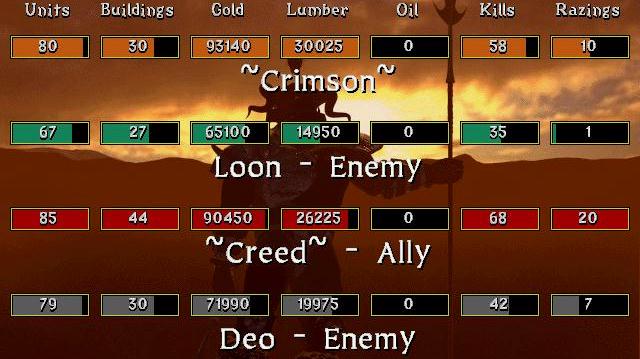 Units Buildings Gold Lumber Oil Kills Razings
80 30 93140 30025 0 58 10
~Crimson~
67 27 65100 14950 0 35 1
Loon - Enemy
85 44 90450 26225 0 68 20
~Creed~ - Ally
79 30 71990 19975 0 42 7
Deo - Enemy